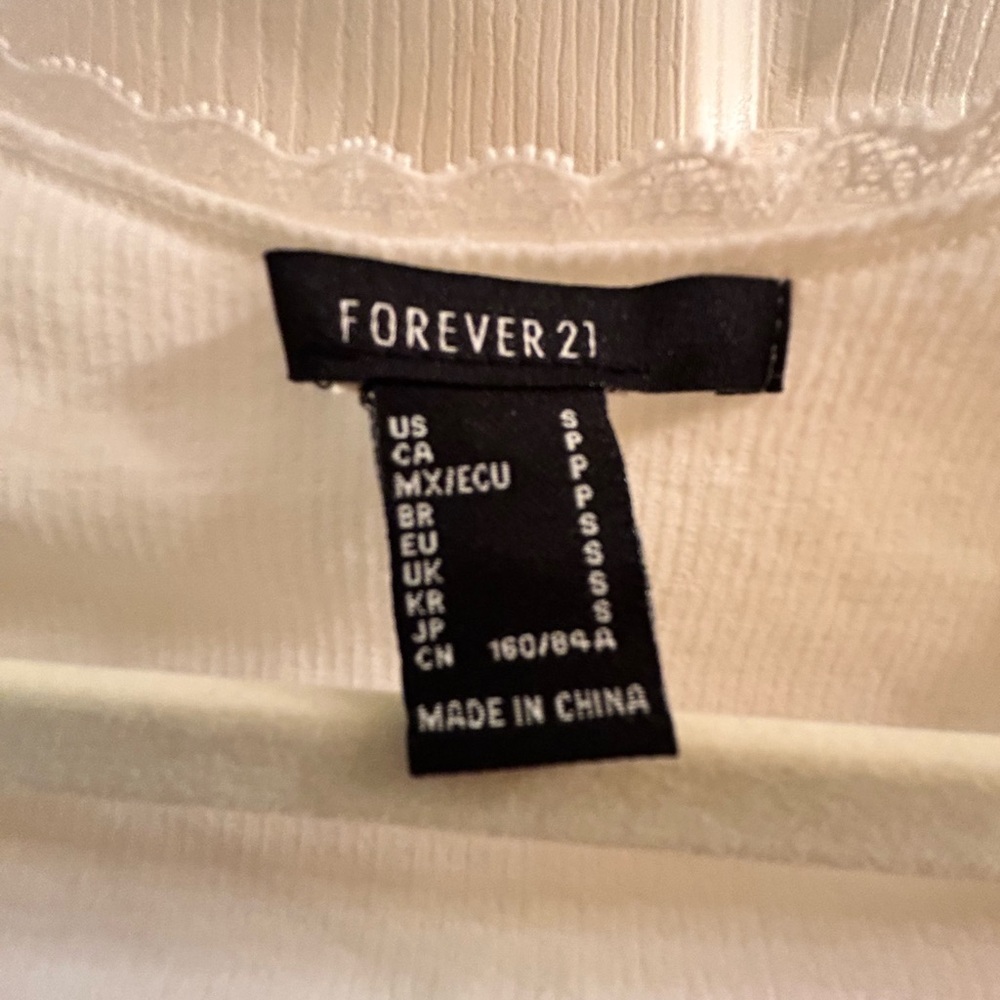 FOREVER 21
US S
CA P
MX/ECU P
BR P
EU S
UK S
KR S
JP S
CN 160/84A
MADE IN CHINA